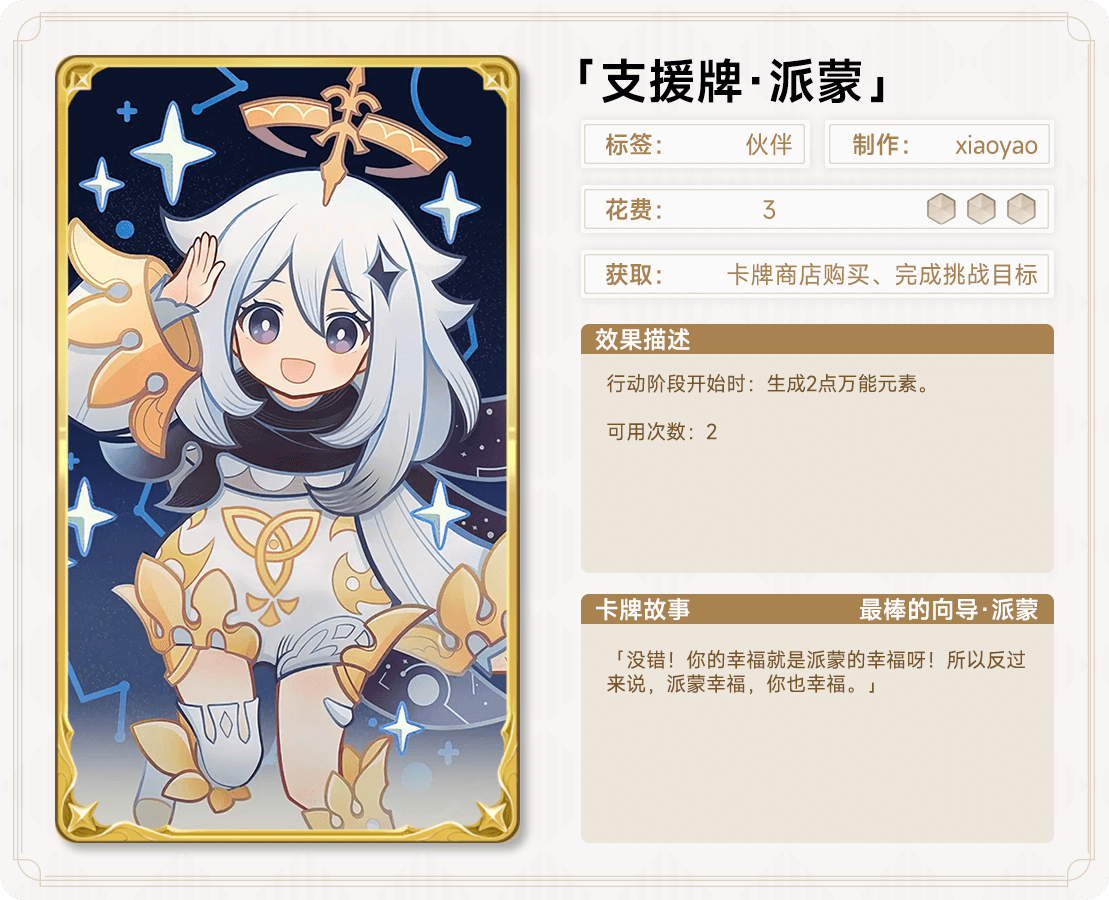 「支援牌·派蒙」
标签： 伙伴 制作： xiaoyao
花费： 3
获取： 卡牌商店购买、完成挑战目标
效果描述
行动阶段开始时：生成2点万能元素。
可用次数：2
卡牌故事 最棒的向导·派蒙
「没错！你的幸福就是派蒙的幸福呀！所以反过
来说，派蒙幸福，你也幸福。」